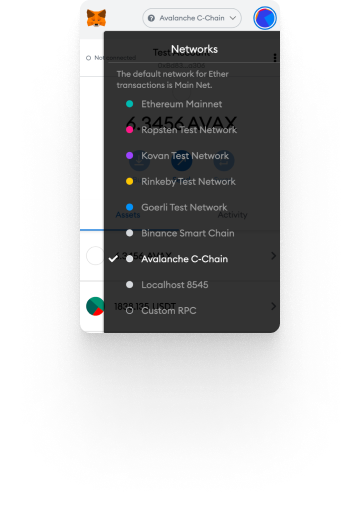 Avalanche C-Chain
Networks
Not connected
The default network for Ether
transactions is Main Net.
Ethereum Mainnet
6.3456 AVAX
Ropsten Test Network
Kovan Test Network
Rinkeby Test Network
Goerli Test Network
Assets
Activity
Binance Smart Chain
Avalanche C-Chain
Localhost 8545
1828.125 USDT
Custom RPC